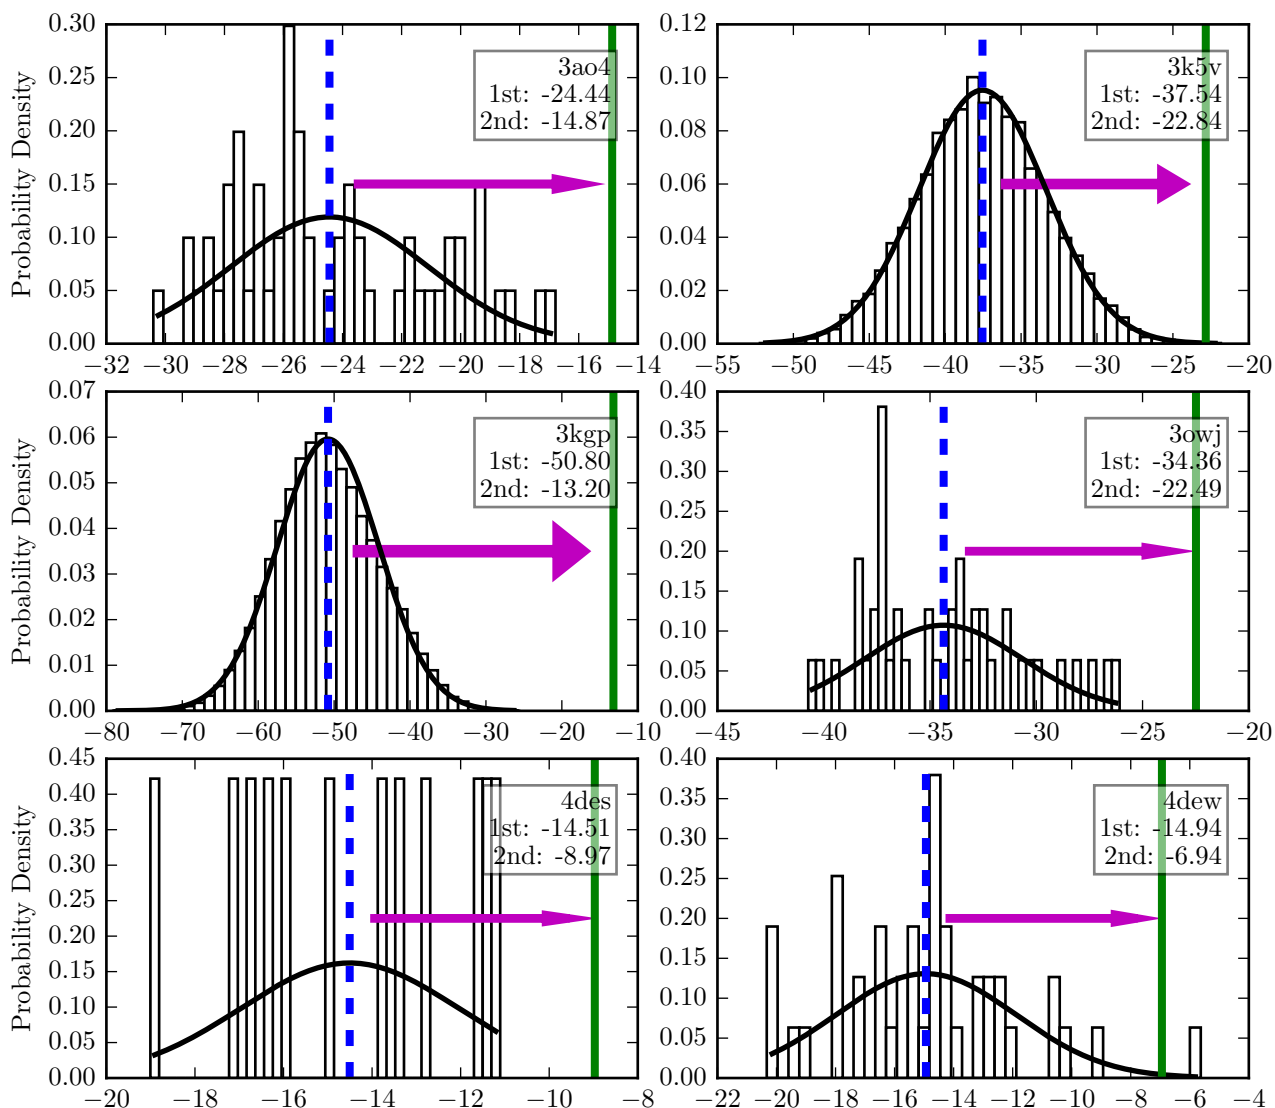 0.30
0.25
0.20
0.15
0.10
0.05
0.00
Probability Density
3ao4
1st: -24.44
2nd: -14.87
−32 −30 −28 −26 −24 −22 −20 −18 −16 −14
0.12
0.10
0.08
0.06
0.04
0.02
0.00
3k5v
1st: -37.54
2nd: -22.84
−55 −50 −45 −40 −35 −30 −25 −20
0.07
0.06
0.05
0.04
0.03
0.02
0.01
0.00
Probability Density
3kgp
1st: -50.80
2nd: -13.20
−80 −70 −60 −50 −40 −30 −20 −10
0.40
0.35
0.30
0.25
0.20
0.15
0.10
0.05
0.00
3owj
1st: -34.36
2nd: -22.49
−45 −40 −35 −30 −25 −20
0.45
0.40
0.35
0.30
0.25
0.20
0.15
0.10
0.05
0.00
Probability Density
4des
1st: -14.51
2nd: -8.97
−20 −18 −16 −14 −12 −10 −8
0.40
0.35
0.30
0.25
0.20
0.15
0.10
0.05
0.00
4dew
1st: -14.94
2nd: -6.94
−22 −20 −18 −16 −14 −12 −10 −8 −6 −4